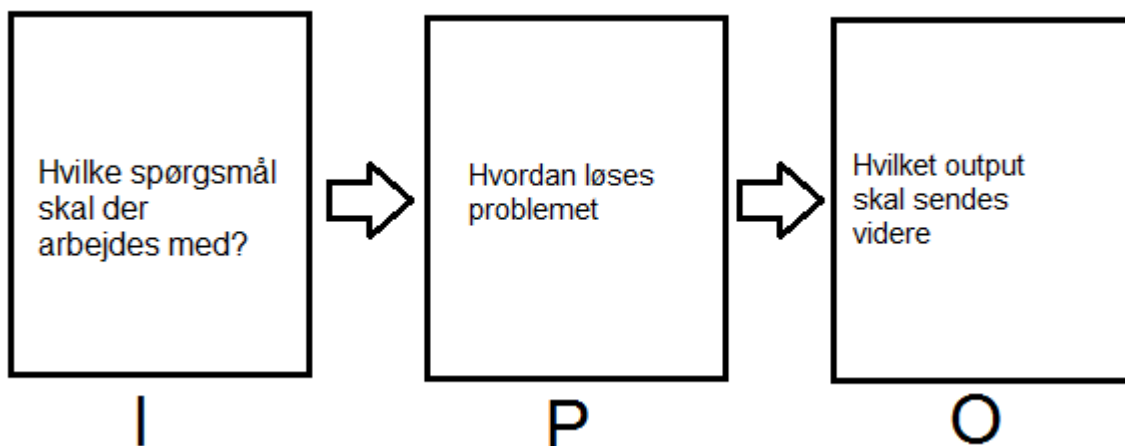 Hvilke spørgsmål
skal der
arbejdes med?
Hvordan løses
problemet
Hvilket output
skal sendes
videre
I
P
O